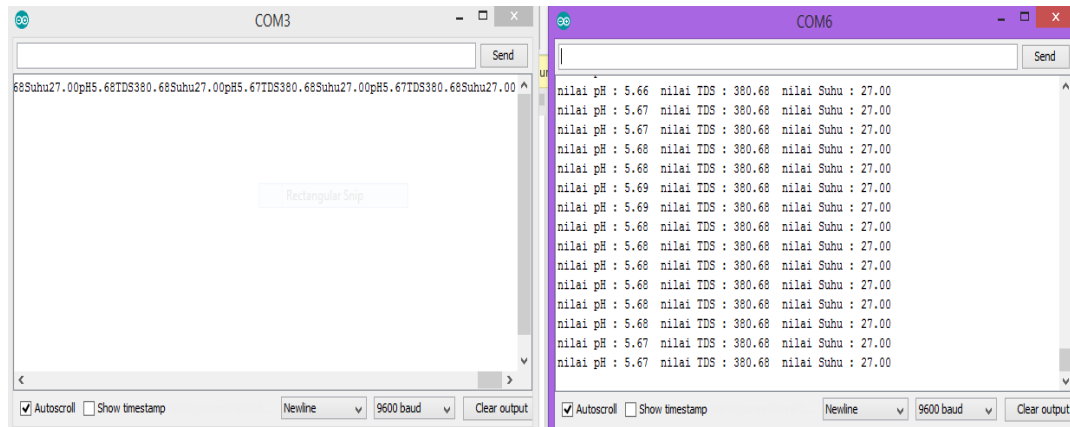 COM3
Send
68Suhu27.00pH5.68TDS380.68Suhu27.00pH5.67TDS380.68Suhu27.00pH5.67TDS380.68Suhu27.00
Rectangular Snip
Autoscroll Show timestamp Newline 9600 baud Clear output
COM6
Send
nilai pH : 5.66 nilai TDS : 380.68 nilai Suhu : 27.00
nilai pH : 5.67 nilai TDS : 380.68 nilai Suhu : 27.00
nilai pH : 5.67 nilai TDS : 380.68 nilai Suhu : 27.00
nilai pH : 5.68 nilai TDS : 380.68 nilai Suhu : 27.00
nilai pH : 5.68 nilai TDS : 380.68 nilai Suhu : 27.00
nilai pH : 5.69 nilai TDS : 380.68 nilai Suhu : 27.00
nilai pH : 5.69 nilai TDS : 380.68 nilai Suhu : 27.00
nilai pH : 5.68 nilai TDS : 380.68 nilai Suhu : 27.00
nilai pH : 5.68 nilai TDS : 380.68 nilai Suhu : 27.00
nilai pH : 5.68 nilai TDS : 380.68 nilai Suhu : 27.00
nilai pH : 5.68 nilai TDS : 380.68 nilai Suhu : 27.00
nilai pH : 5.68 nilai TDS : 380.68 nilai Suhu : 27.00
nilai pH : 5.68 nilai TDS : 380.68 nilai Suhu : 27.00
nilai pH : 5.67 nilai TDS : 380.68 nilai Suhu : 27.00
nilai pH : 5.67 nilai TDS : 380.68 nilai Suhu : 27.00
Autoscroll Show timestamp Newline 9600 baud Clear output